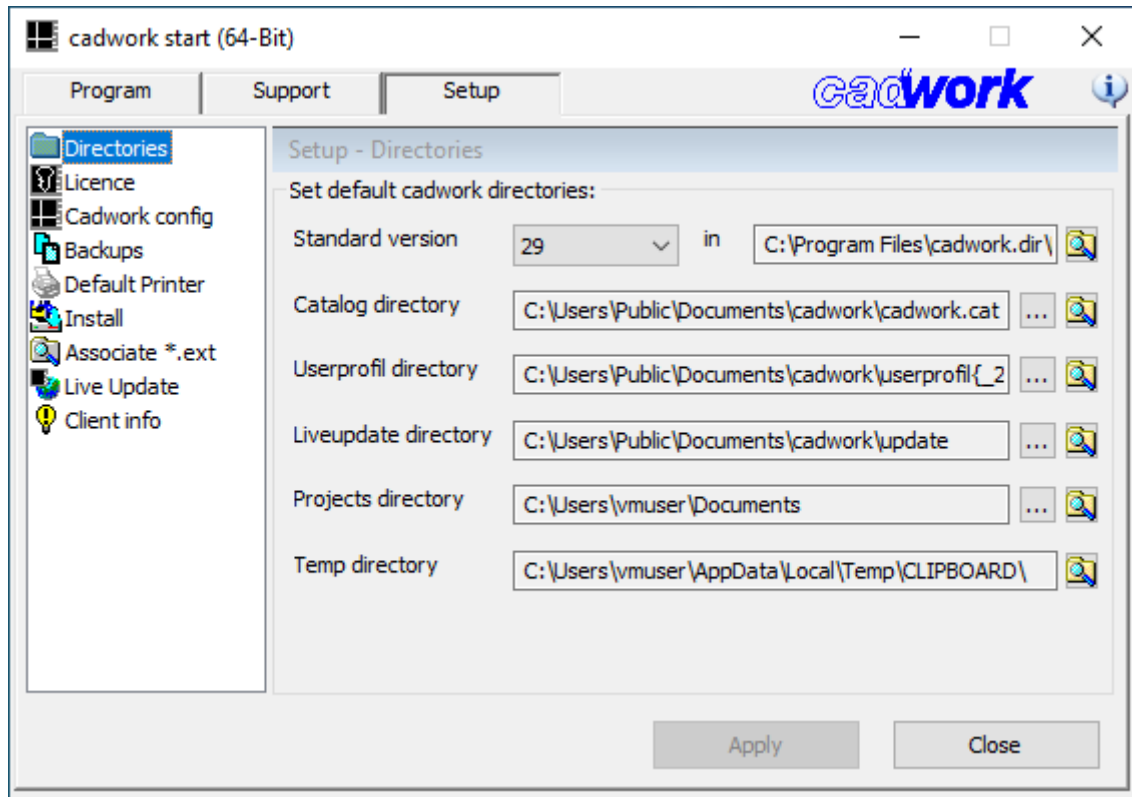 cadwork start (64-Bit)
Program Support Setup cadwork
Directories
Licence
Cadwork config
Backups
Default Printer
Install
Associate *.ext
Live Update
Client info
Setup - Directories
Set default cadwork directories:
Standard version 29 in C:\Program Files\cadwork.dir\
Catalog directory C:\Users\Public\Documents\cadwork\cadwork.cat ...
Userprofil directory C:\Users\Public\Documents\cadwork\userprofil{_2 ...
Liveupdate directory C:\Users\Public\Documents\cadwork\update ...
Projects directory C:\Users\vmuser\Documents ...
Temp directory C:\Users\vmuser\AppData\Local\Temp\CLIPBOARD\
Apply Close